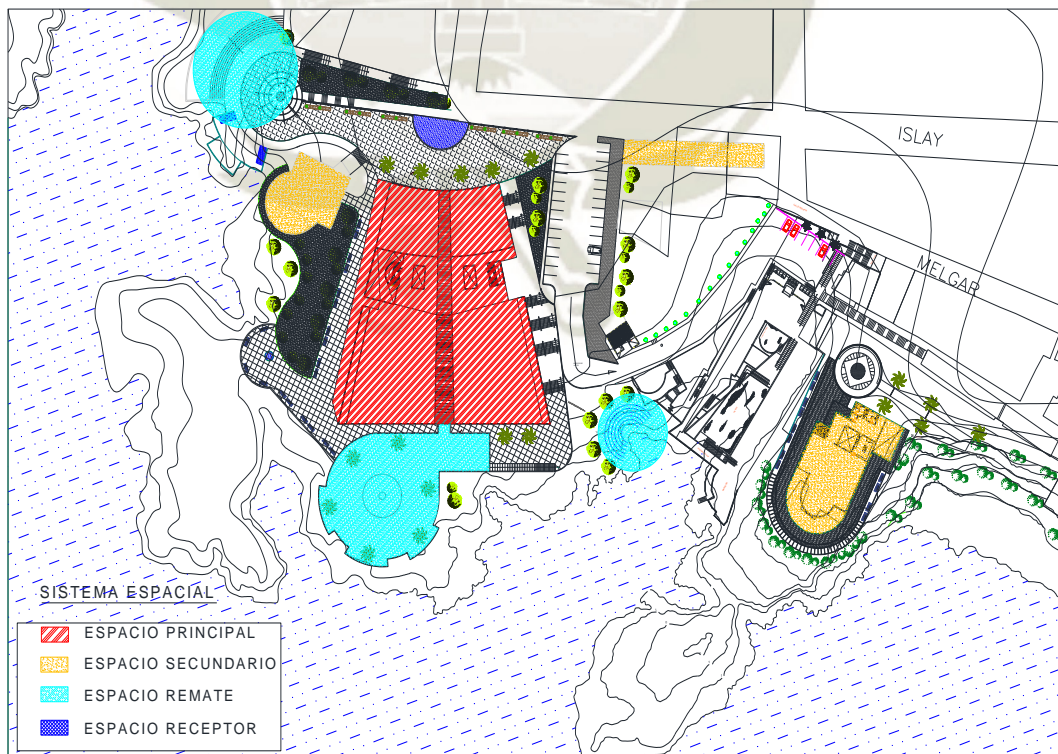 ISLAY
MELGAR
SISTEMA ESPACIAL
ESPACIO PRINCIPAL
ESPACIO SECUNDARIO
ESPACIO REMATE
ESPACIO RECEPTOR